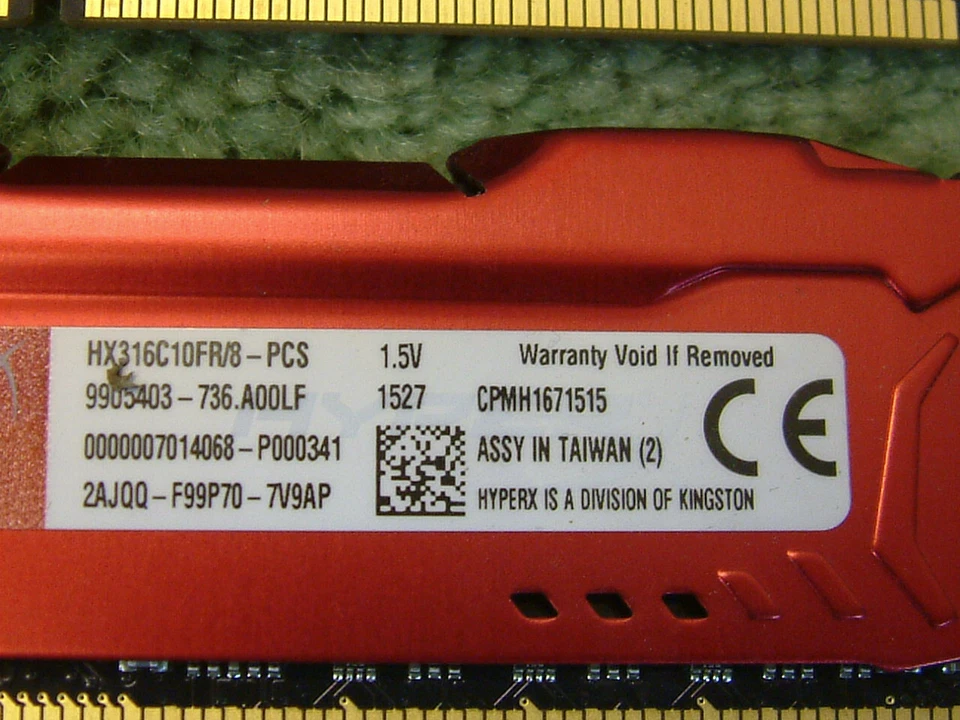 HX316C10FR/8-PCS 1.5V Warranty Void If Removed
9905403-736.A00LF 1527 CPMH1671515
0000007014068-P000341 ASSY IN TAIWAN (2)
2AJQQ-F99P70-7V9AP HYPERX IS A DIVISION OF KINGSTON
CE